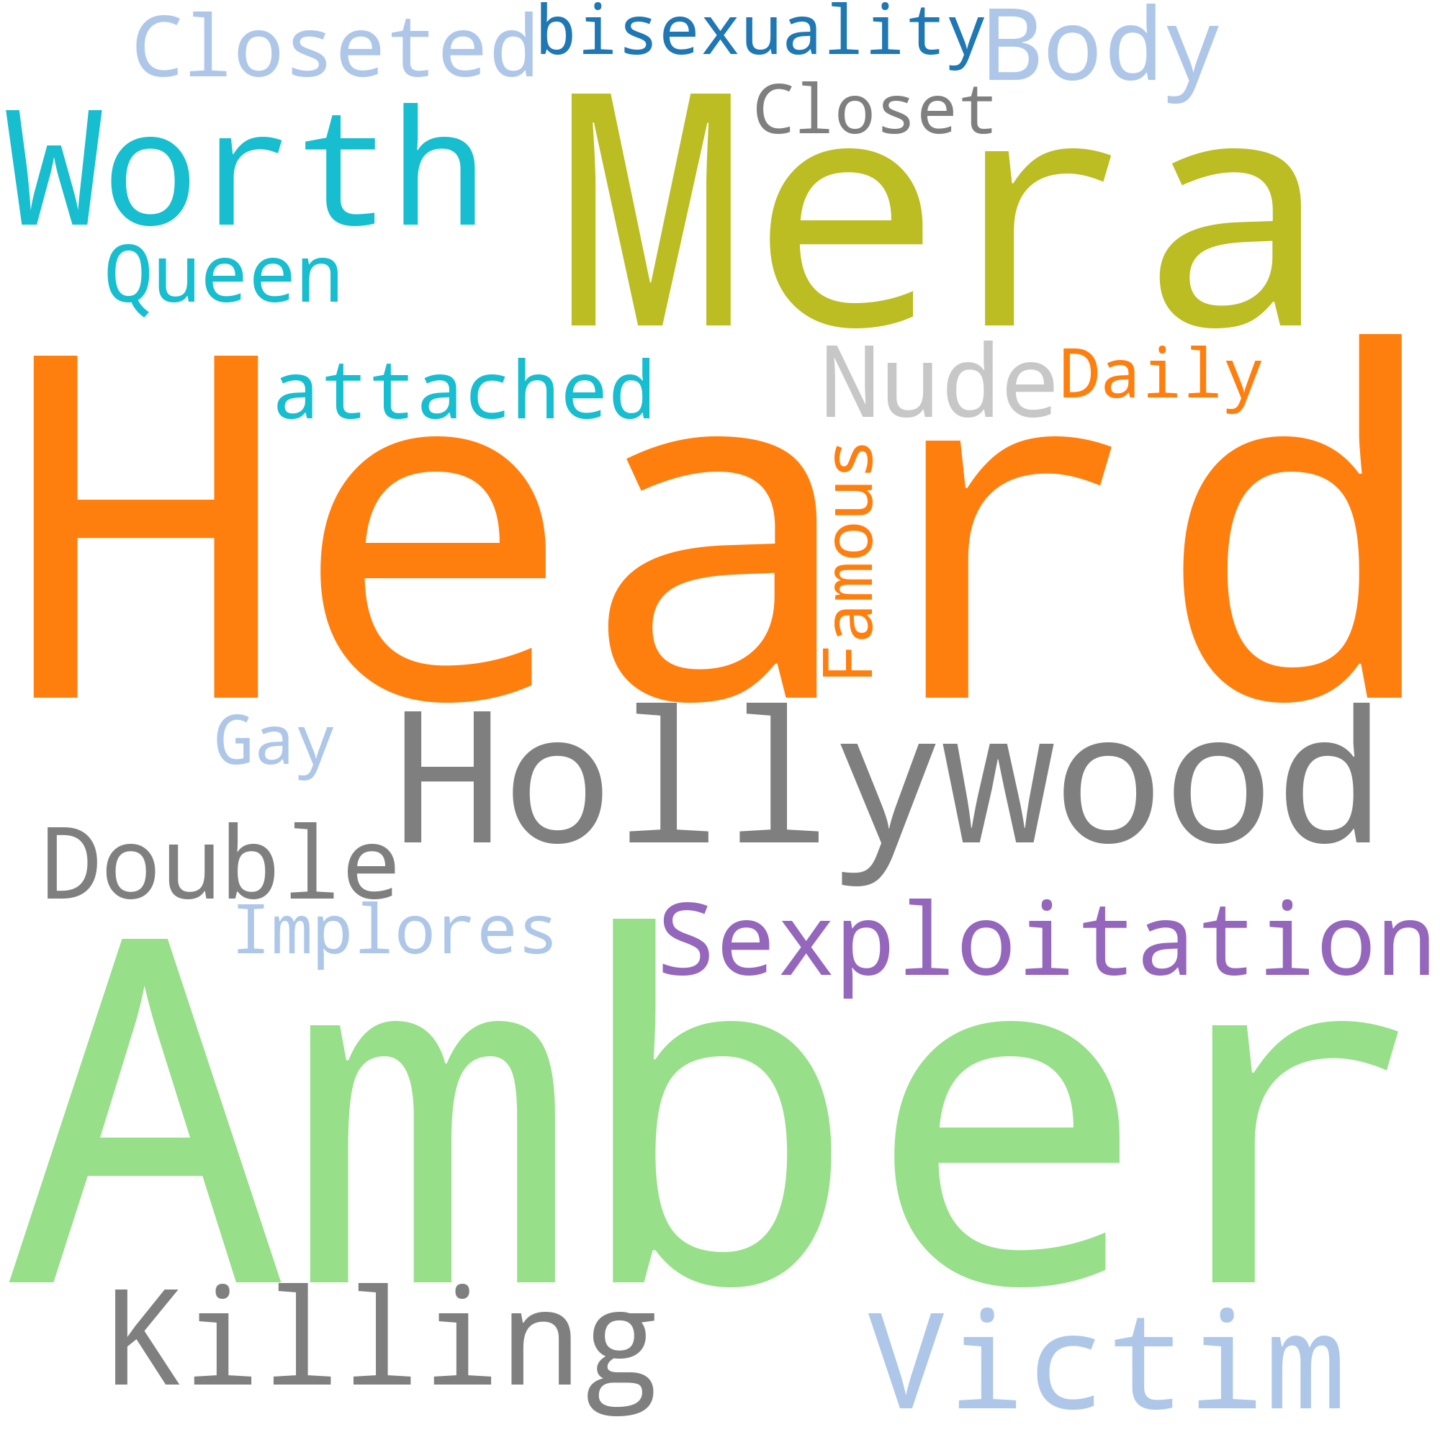 Closeted
bisexuality
Body
Closet
Worth
Mera
Queen
attached
Nude
Daily
Heard
Famous
Gay
Hollywood
Double
Implores
Sexploitation
Amber
Killing
Victim